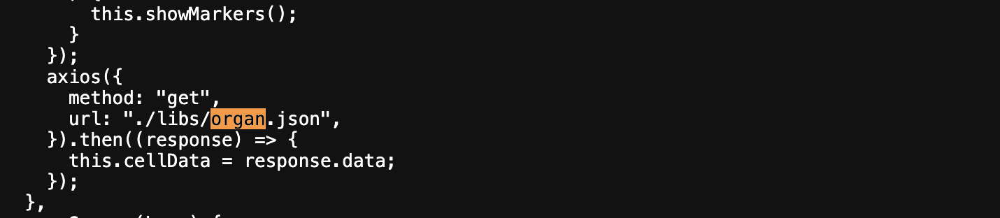 this.showMarkers();
}
});
axios({
method: "get",
url: "./libs/organ.json",
}).then((response) => {
this.cellData = response.data;
});
},